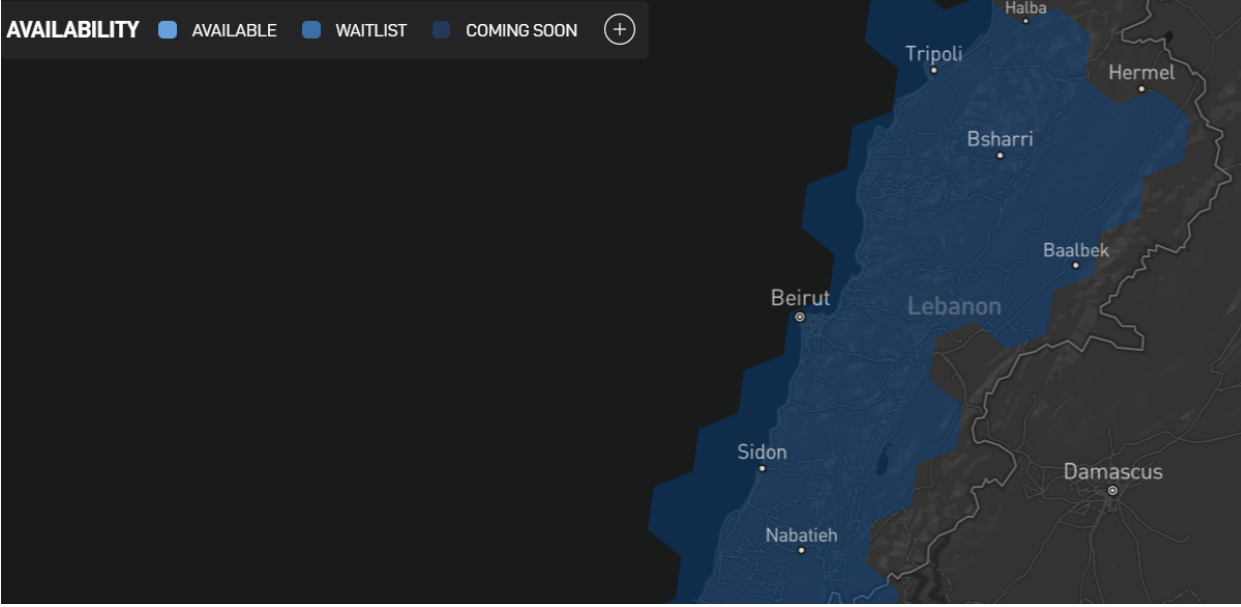 AVAILABILITY AVAILABLE WAITLIST COMING SOON
Halba
Tripoli
Hermel
Bsharri
Baalbek
Beirut
Lebanon
Sidon
Damascus
Nabatieh